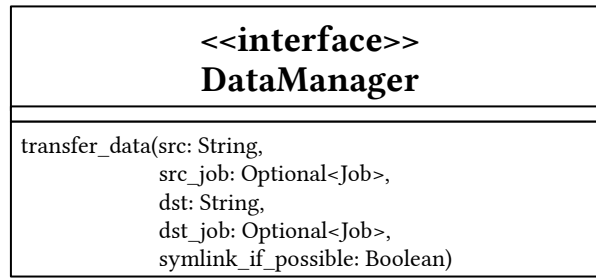 <<interface>>
DataManager
transfer_data(src: String,
src_job: Optional<Job>,
dst: String,
dst_job: Optional<Job>,
symlink_if_possible: Boolean)